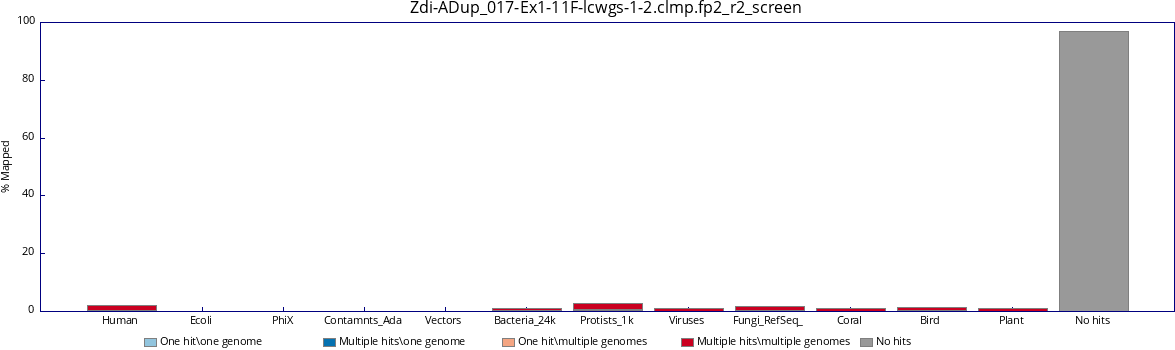 Zdi-ADup_017-Ex1-11F-lcwgs-1-2.clmp.fp2_r2_screen
100
80
60
40
20
0
% Mapped
Human Ecoli PhiX Contamnts_Ada Vectors Bacteria_24k Protists_1k Viruses Fungi_RefSeq_ Coral Bird Plant No hits
One hit\one genome Multiple hits\one genome One hit\multiple genomes Multiple hits\multiple genomes No hits